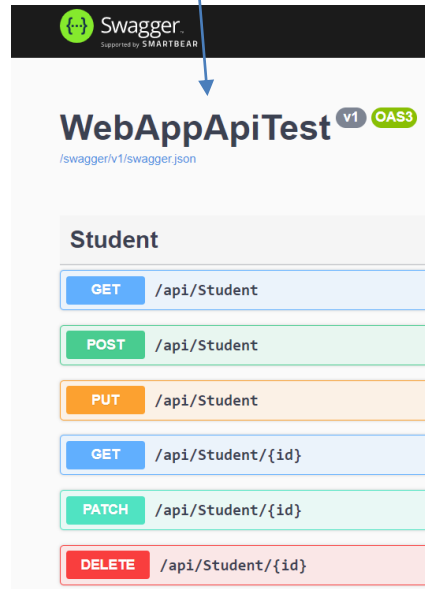 {···} Swagger.
Supported by SMARTBEAR
WebAppApiTest v1 OAS3
/swagger/v1/swagger.json
Student
GET /api/Student
POST /api/Student
PUT /api/Student
GET /api/Student/{id}
PATCH /api/Student/{id}
DELETE /api/Student/{id}